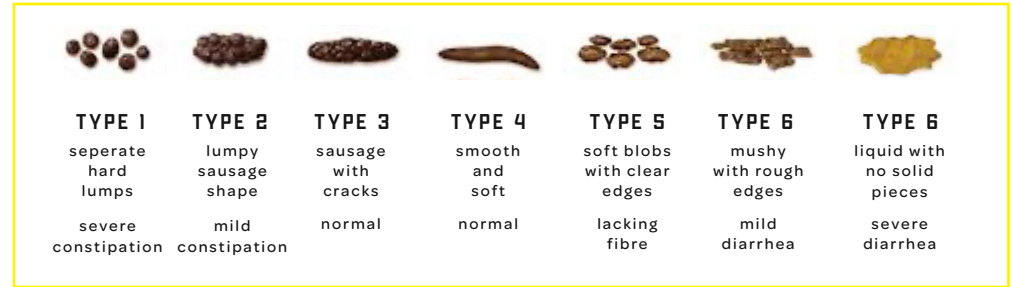 TYPE 1
seperate
hard
lumps
severe
constipation
TYPE 2
lumpy
sausage
shape
mild
constipation
TYPE 3
sausage
with
cracks
normal
TYPE 4
smooth
and
soft
normal
TYPE 5
soft blobs
with clear
edges
lacking
fibre
TYPE 6
mushy
with rough
edges
mild
diarrhea
TYPE 6
liquid with
no solid
pieces
severe
diarrhea